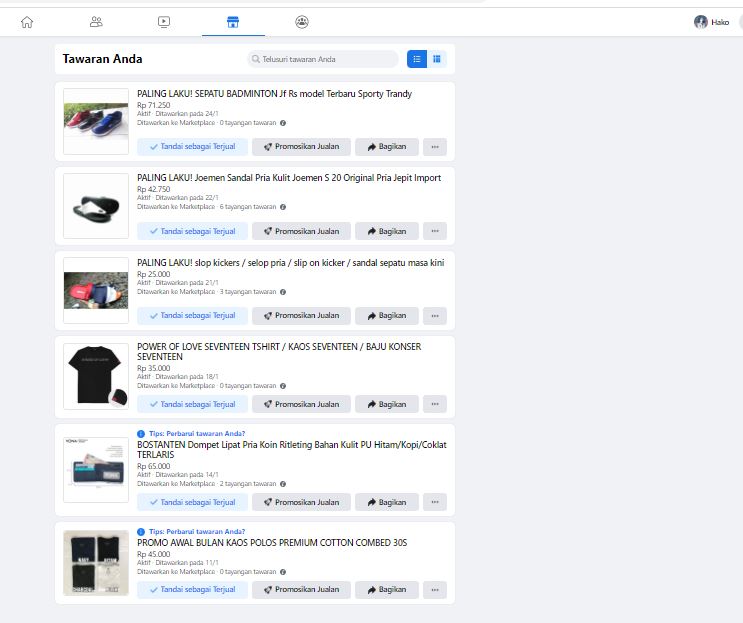 Hako
Tawaran Anda
Telusuri tawaran Anda
PALING LAKU! SEPATU BADMINTON Jf Rs model Terbaru Sporty Trandy
Rp 71.250
Aktif · Ditawarkan pada 24/1
Ditawarkan ke Marketplace · 0 tayangan tawaran
Tandai sebagai Terjual
Promosikan Jualan
Bagikan
PALING LAKU! Joemen Sandal Pria Kulit Joemen S 20 Original Pria Jepit Import
Rp 42.750
Aktif · Ditawarkan pada 22/1
Ditawarkan ke Marketplace · 6 tayangan tawaran
Tandai sebagai Terjual
Promosikan Jualan
Bagikan
PALING LAKU! slop kickers / selop pria / slip on kicker / sandal sepatu masa kini
Rp 25.000
Aktif · Ditawarkan pada 21/1
Ditawarkan ke Marketplace · 3 tayangan tawaran
Tandai sebagai Terjual
Promosikan Jualan
Bagikan
POWER OF LOVE SEVENTEEN TSHIRT / KAOS SEVENTEEN / BAJU KONSER
SEVENTEEN
Rp 35.000
Aktif · Ditawarkan pada 18/1
Ditawarkan ke Marketplace · 0 tayangan tawaran
Tandai sebagai Terjual
Promosikan Jualan
Bagikan
Tips: Perbarui tawaran Anda?
BOSTANTEN Dompet Lipat Pria Koin Ritleting Bahan Kulit PU Hitam/Kopi/Coklat
TERLARIS
Rp 65.000
Aktif · Ditawarkan pada 14/1
Ditawarkan ke Marketplace · 2 tayangan tawaran
Tandai sebagai Terjual
Promosikan Jualan
Bagikan
Tips: Perbarui tawaran Anda?
PROMO AWAL BULAN KAOS POLOS PREMIUM COTTON COMBED 30S
Rp 45.000
Aktif · Ditawarkan pada 11/1
Ditawarkan ke Marketplace · 0 tayangan tawaran
Tandai sebagai Terjual
Promosikan Jualan
Bagikan